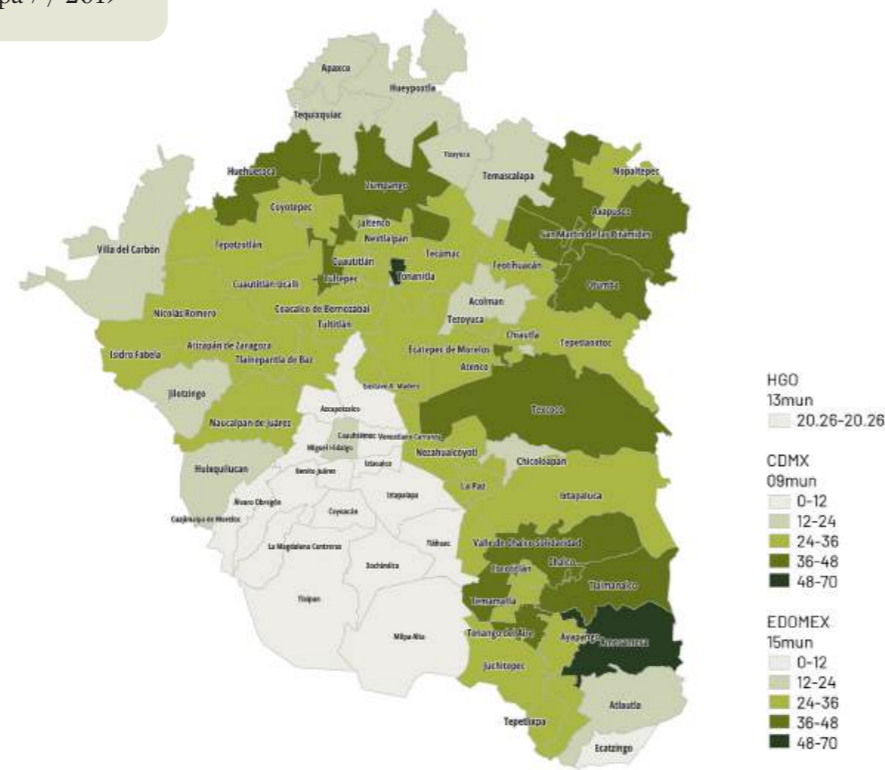 Apaxco
Hueypoxtla
Tequixquiac
Tizayuca
Temascalapa
Huehuetoca
Zumpango
Nopaltepec
Coyotepec
Axapusco
Jaltenco
San Martín de las Pirámides
Nextlalpan
Villa del Carbón
Tepotzotlán
Tecámac
Cuautitlán
Teotihuacán
Tultepec
Tonanitla
Cuautitlán Izcalli
Otumba
Acolman
Nicolás Romero
Coacalco de Berriozábal
Tezoyuca
Tultitlán
Chiautla
Atizapán de Zaragoza
Tepetlaoxtoc
Isidro Fabela
Ecatepec de Morelos
Tlalnepantla de Baz
Atenco
Gustavo A. Madero
Jilotzingo
Azcapotzalco
Texcoco
Naucalpan de Juárez
Cuauhtémoc
Venustiano Carranza
Miguel Hidalgo
Nezahualcóyotl
Chicoloapan
Huixquilucan
Iztacalco
Benito Juárez
La Paz
Iztapalapa
Ixtapaluca
Álvaro Obregón
Coyoacán
Cuajimalpa de Morelos
Tláhuac
Valle de Chalco Solidaridad
La Magdalena Contreras
Chalco
Xochimilco
Cocotitlán
Tlalmanalco
Tlalpan
Temamatla
Milpa Alta
Tenango del Aire
Ayapango
Amecameca
Juchitepec
Atlautla
Tepetlixpa
Ecatzingo
HGO
13mun
20.26-20.26
CDMX
09mun
0-12
12-24
24-36
36-48
48-70
EDOMEX
15mun
0-12
12-24
24-36
36-48
48-70